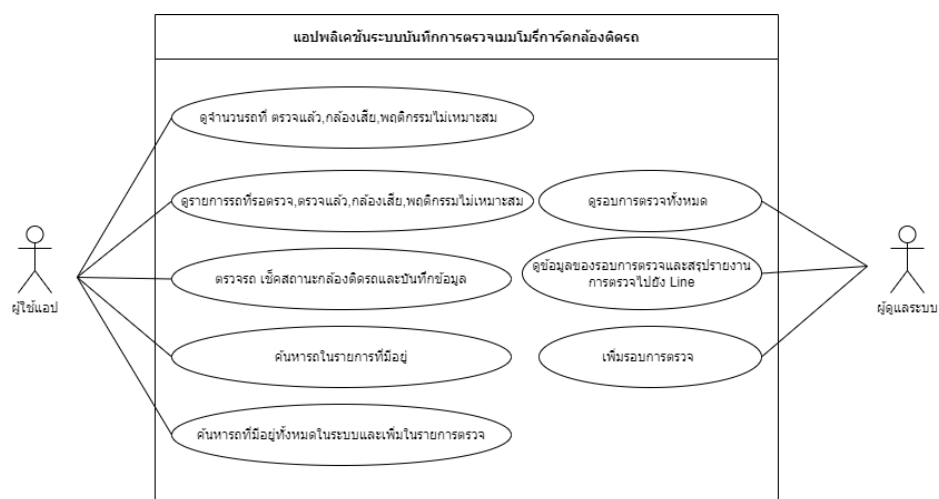 แอปพลิเคชันระบบบันทึกการตรวจเมมโมรี่การ์ดกล้องติดรถ
ดูจำนวนรถที่ ตรวจแล้ว,กล้องเสีย,พฤติกรรมไม่เหมาะสม
ดูรายการรถที่รอตรวจ,ตรวจแล้ว,กล้องเสีย,พฤติกรรมไม่เหมาะสม
ดูรอบการตรวจทั้งหมด
ตรวจรถ เช็คสถานะกล้องติดรถและบันทึกข้อมูล
ดูข้อมูลของรอบการตรวจและสรุปรายงาน
การตรวจไปยัง Line
ผู้ใช้แอป
ผู้ดูแลระบบ
ค้นหารถในรายการที่มีอยู่
เพิ่มรอบการตรวจ
ค้นหารถที่มีอยู่ทั้งหมดในระบบและเพิ่มในรายการตรวจ